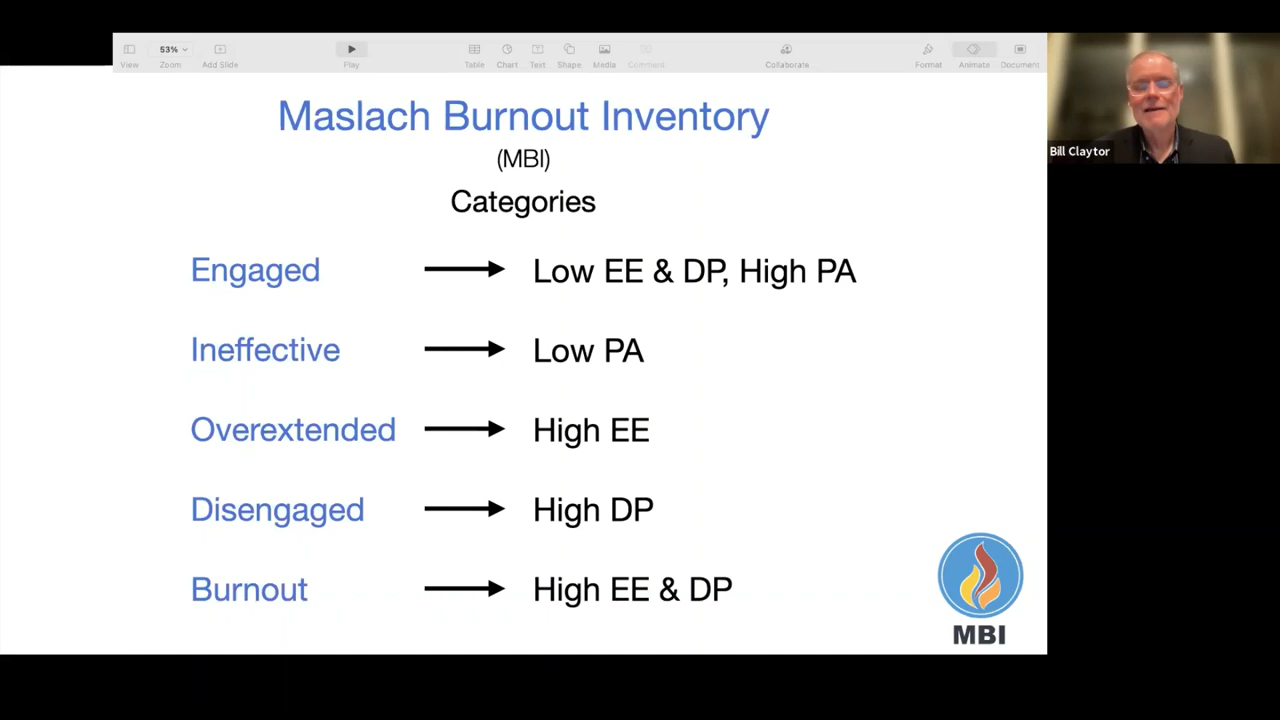 53%
View
Zoom
Add Slide
Play
Table
Chart
Text
Shape
Media
Comment
Collaborate
Format
Animate
Document
Maslach Burnout Inventory
(MBI)
Categories
Engaged Low EE & DP, High PA
Ineffective Low PA
Overextended High EE
Disengaged High DP
Burnout High EE & DP
MBI
Bill Claytor